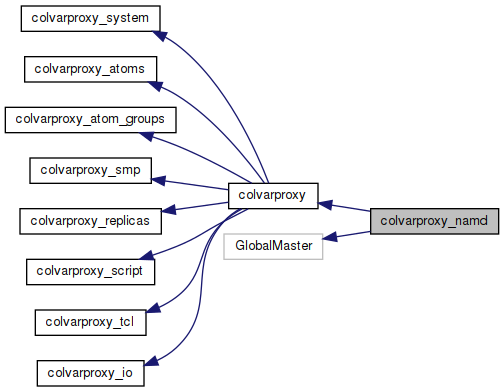 colvarproxy_system
colvarproxy_atoms
colvarproxy_atom_groups
colvarproxy_smp
colvarproxy_replicas
colvarproxy_script
colvarproxy_tcl
colvarproxy_io
colvarproxy
GlobalMaster
colvarproxy_namd